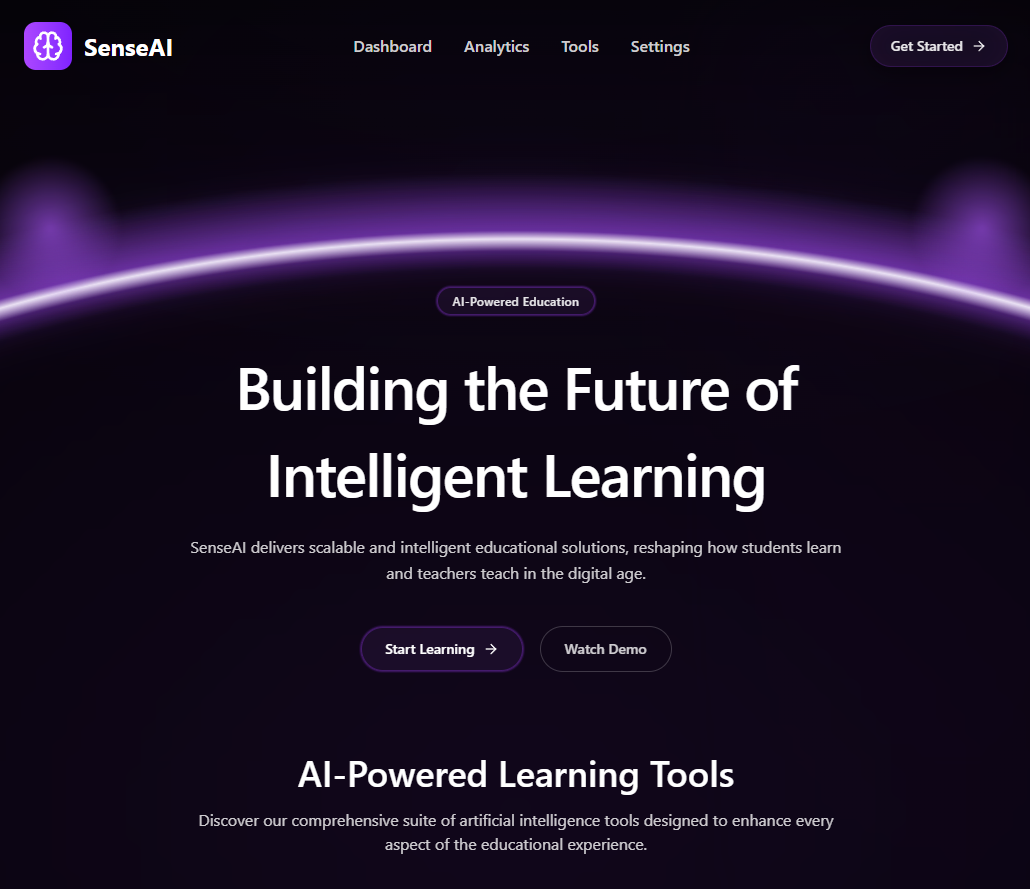 SenseAI
Dashboard
Analytics
Tools
Settings
Get Started
AI-Powered Education
Building the Future of
Intelligent Learning
SenseAI delivers scalable and intelligent educational solutions, reshaping how students learn
and teachers teach in the digital age.
Start Learning
Watch Demo
AI-Powered Learning Tools
Discover our comprehensive suite of artificial intelligence tools designed to enhance every
aspect of the educational experience.